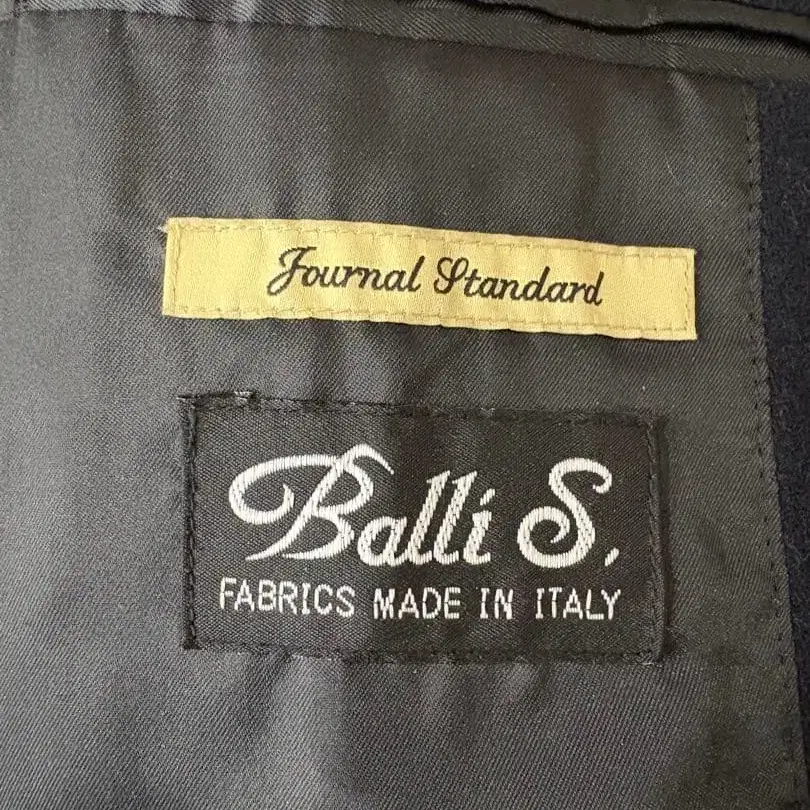 Journal Standard
Balli S.
FABRICS MADE IN ITALY